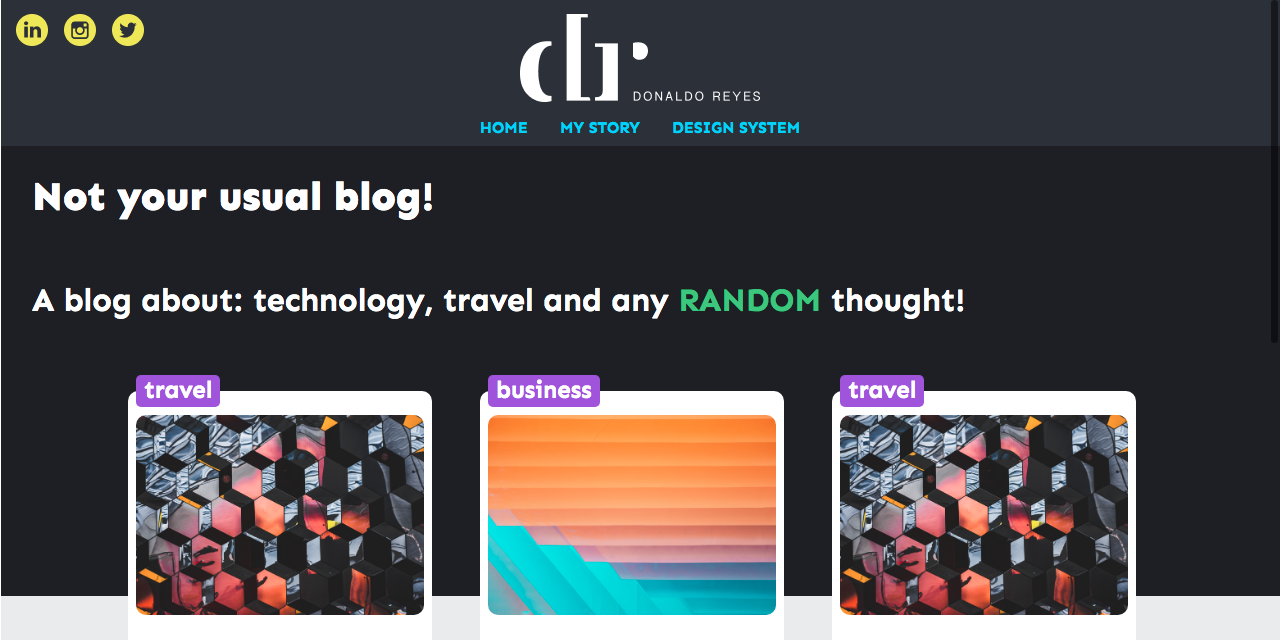 dr
DONALDO REYES
HOME MY STORY DESIGN SYSTEM
Not your usual blog!
A blog about: technology, travel and any RANDOM thought!
travel business travel